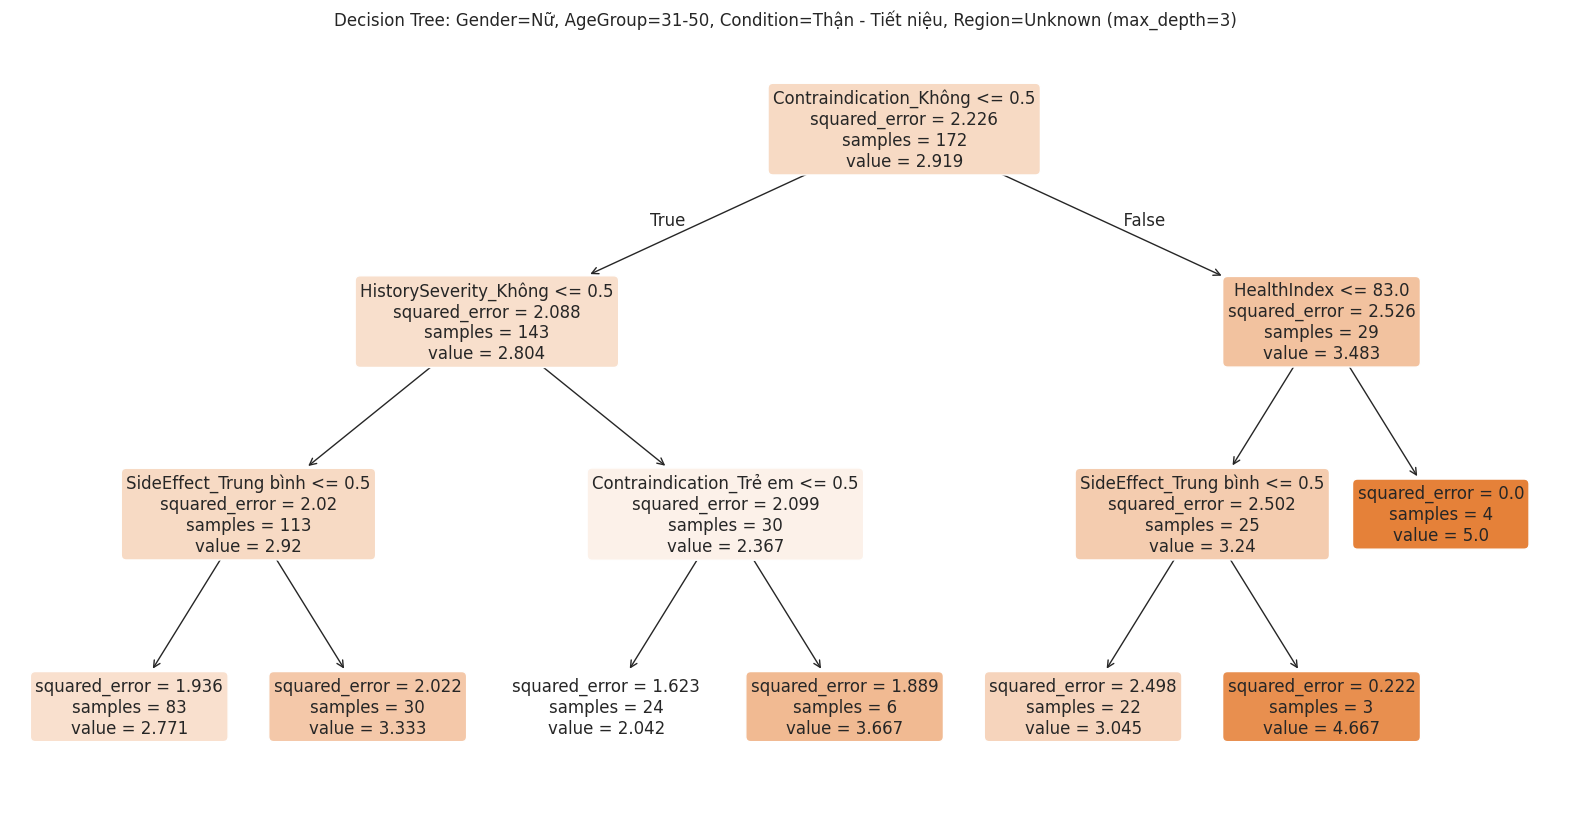 Decision Tree: Gender=Nữ, AgeGroup=31-50, Condition=Thận - Tiết niệu, Region=Unknown (max_depth=3)
Contraindication_Không <= 0.5
squared_error = 2.226
samples = 172
value = 2.919
True
False
HistorySeverity_Không <= 0.5
squared_error = 2.088
samples = 143
value = 2.804
HealthIndex <= 83.0
squared_error = 2.526
samples = 29
value = 3.483
SideEffect_Trung bình <= 0.5
squared_error = 2.02
samples = 113
value = 2.92
Contraindication_Trẻ em <= 0.5
squared_error = 2.099
samples = 30
value = 2.367
SideEffect_Trung bình <= 0.5
squared_error = 2.502
samples = 25
value = 3.24
squared_error = 0.0
samples = 4
value = 5.0
squared_error = 1.936
samples = 83
value = 2.771
squared_error = 2.022
samples = 30
value = 3.333
squared_error = 1.623
samples = 24
value = 2.042
squared_error = 1.889
samples = 6
value = 3.667
squared_error = 2.498
samples = 22
value = 3.045
squared_error = 0.222
samples = 3
value = 4.667